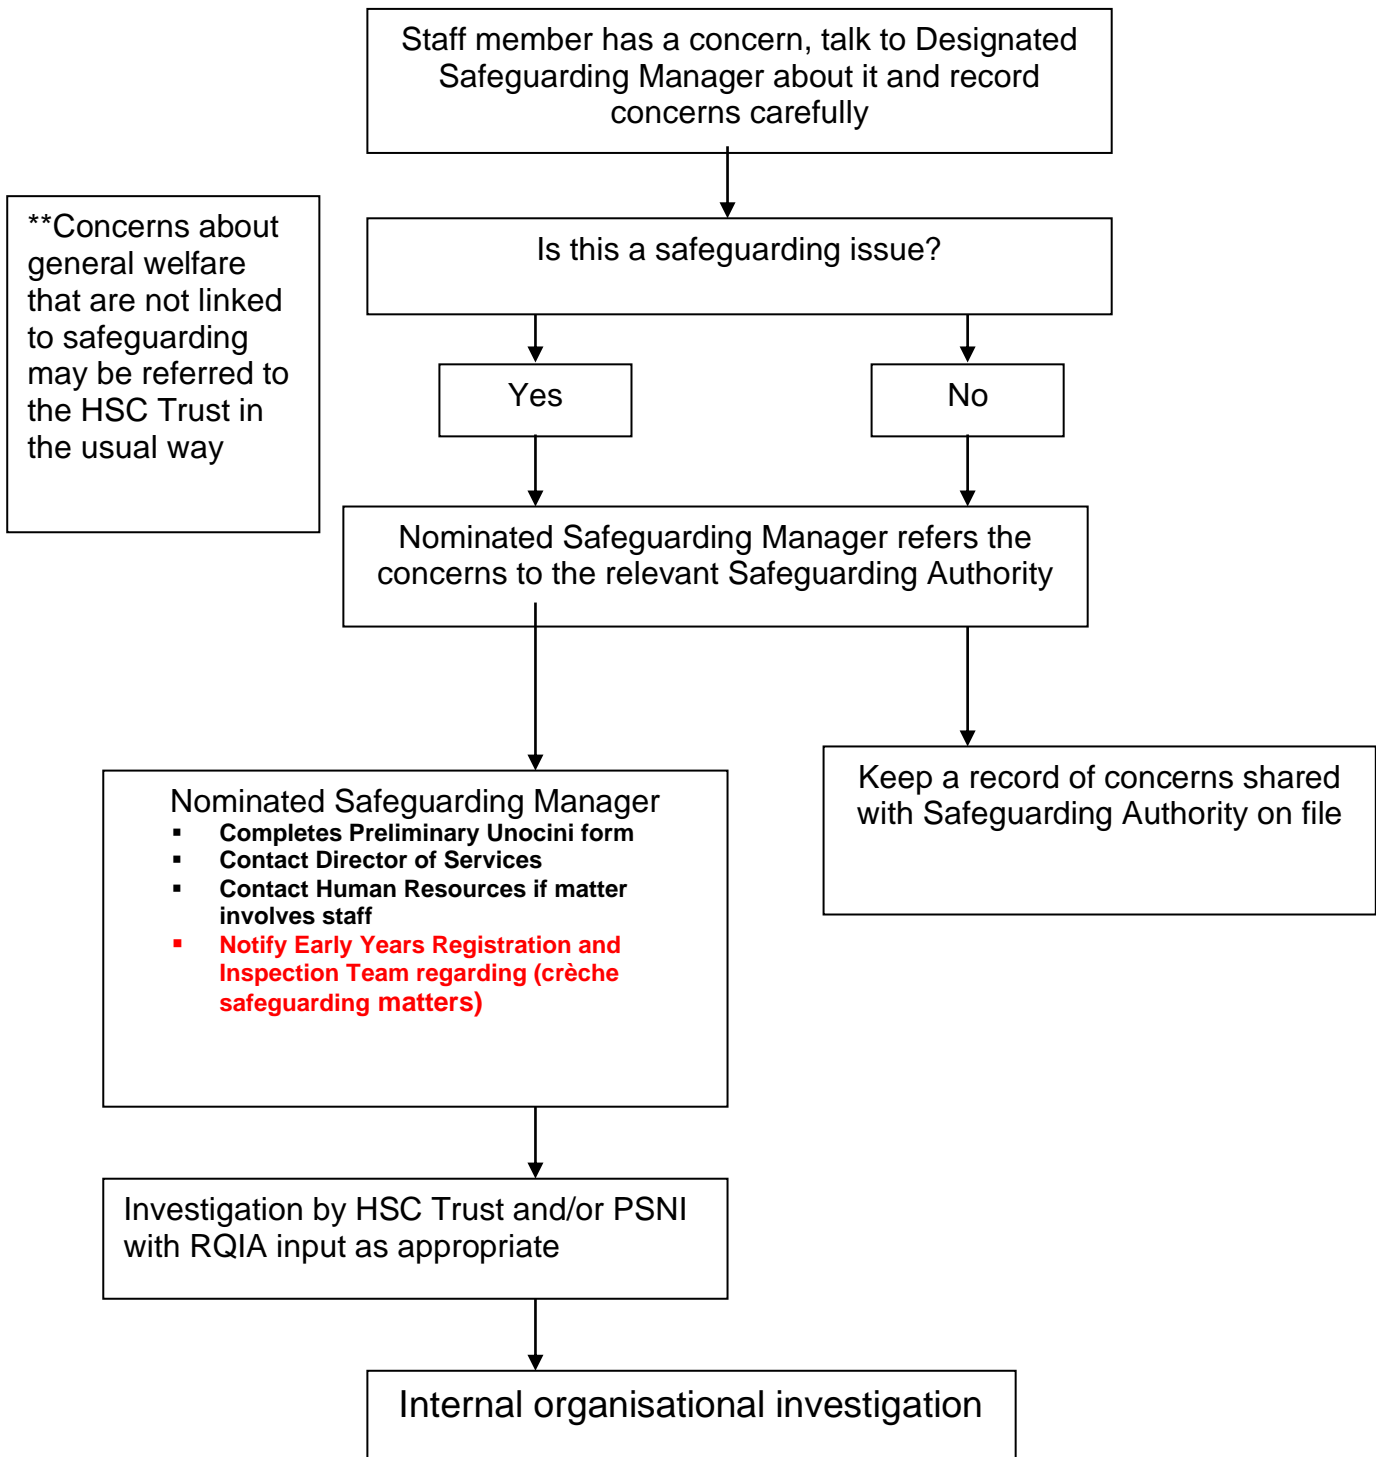 Staff member has a concern, talk to Designated
Safeguarding Manager about it and record
concerns carefully
**Concerns about
general welfare
that are not linked
to safeguarding
may be referred to
the HSC Trust in
the usual way
Is this a safeguarding issue?
Yes
No
Nominated Safeguarding Manager refers the
concerns to the relevant Safeguarding Authority
Nominated Safeguarding Manager
▪ Completes Preliminary Unocini form
▪ Contact Director of Services
▪ Contact Human Resources if matter
involves staff
▪ Notify Early Years Registration and
Inspection Team regarding (crèche
safeguarding matters)
Keep a record of concerns shared
with Safeguarding Authority on file
Investigation by HSC Trust and/or PSNI
with RQIA input as appropriate
Internal organisational investigation